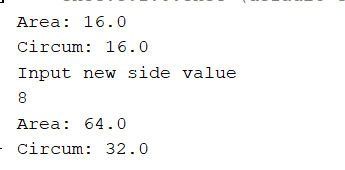 Area: 16.0
Circum: 16.0
Input new side value
8
Area: 64.0
Circum: 32.0